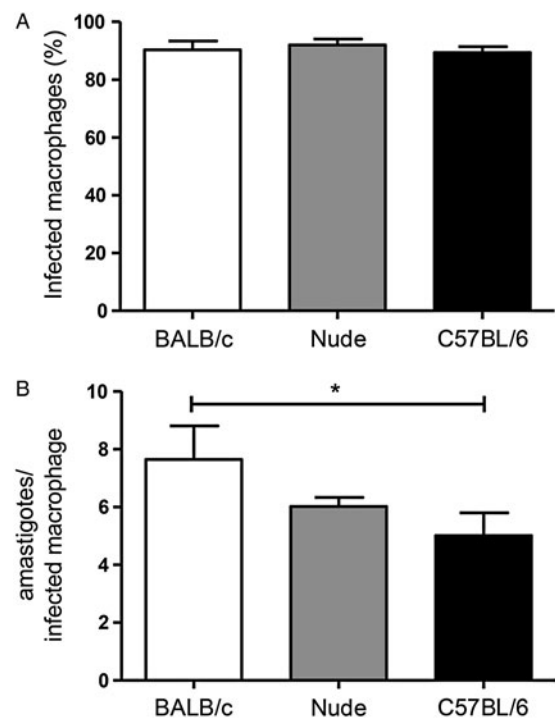 A
Infected macrophages (%)
100
80
60
40
20
0
BALB/c Nude C57BL/6
B
amastigotes/
infected macrophage
10
8
6
4
2
0
*
BALB/c Nude C57BL/6